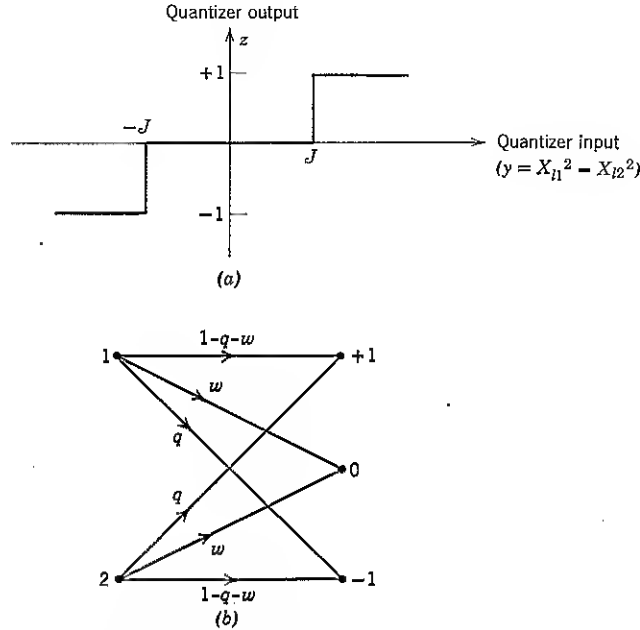 Quantizer output
z
+1
−J
J
Quantizer input
(y = X_{l1}^2 − X_{l2}^2)
−1
(a)
1
1-q-w
+1
w
q
0
q
w
2
1-q-w
−1
(b)